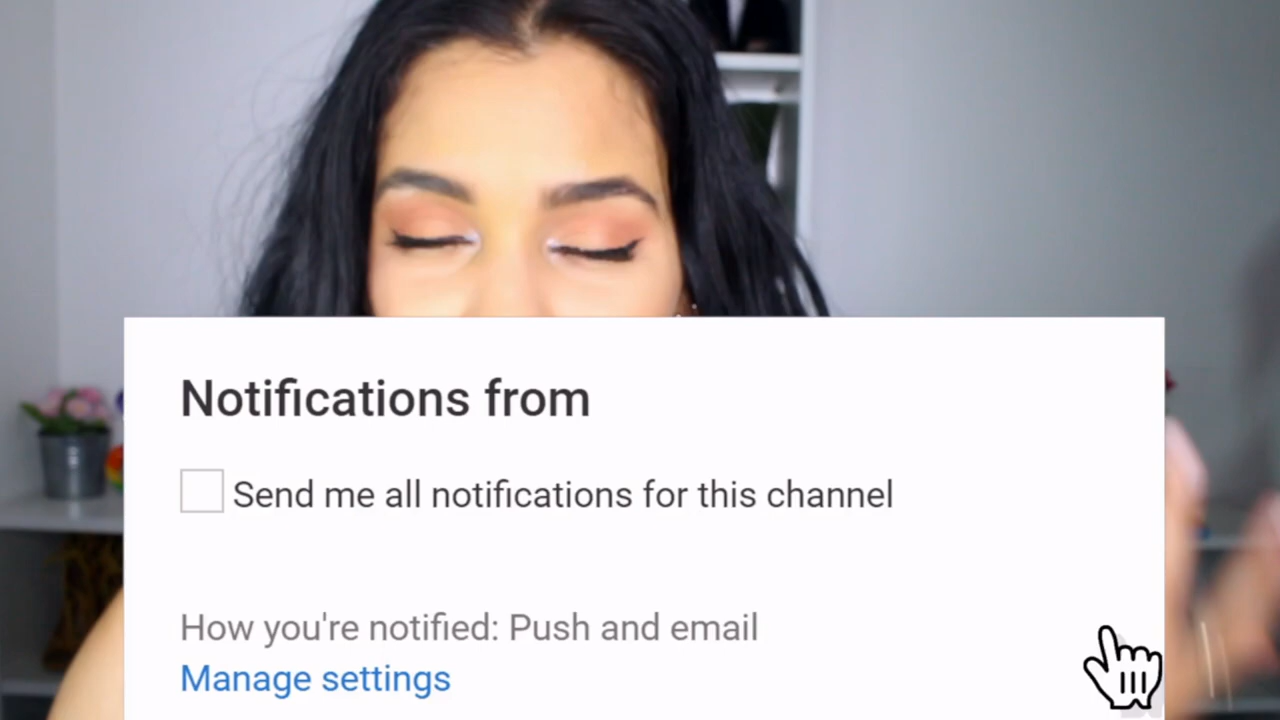 Notifications from
Send me all notifications for this channel
How you're notified: Push and email
Manage settings